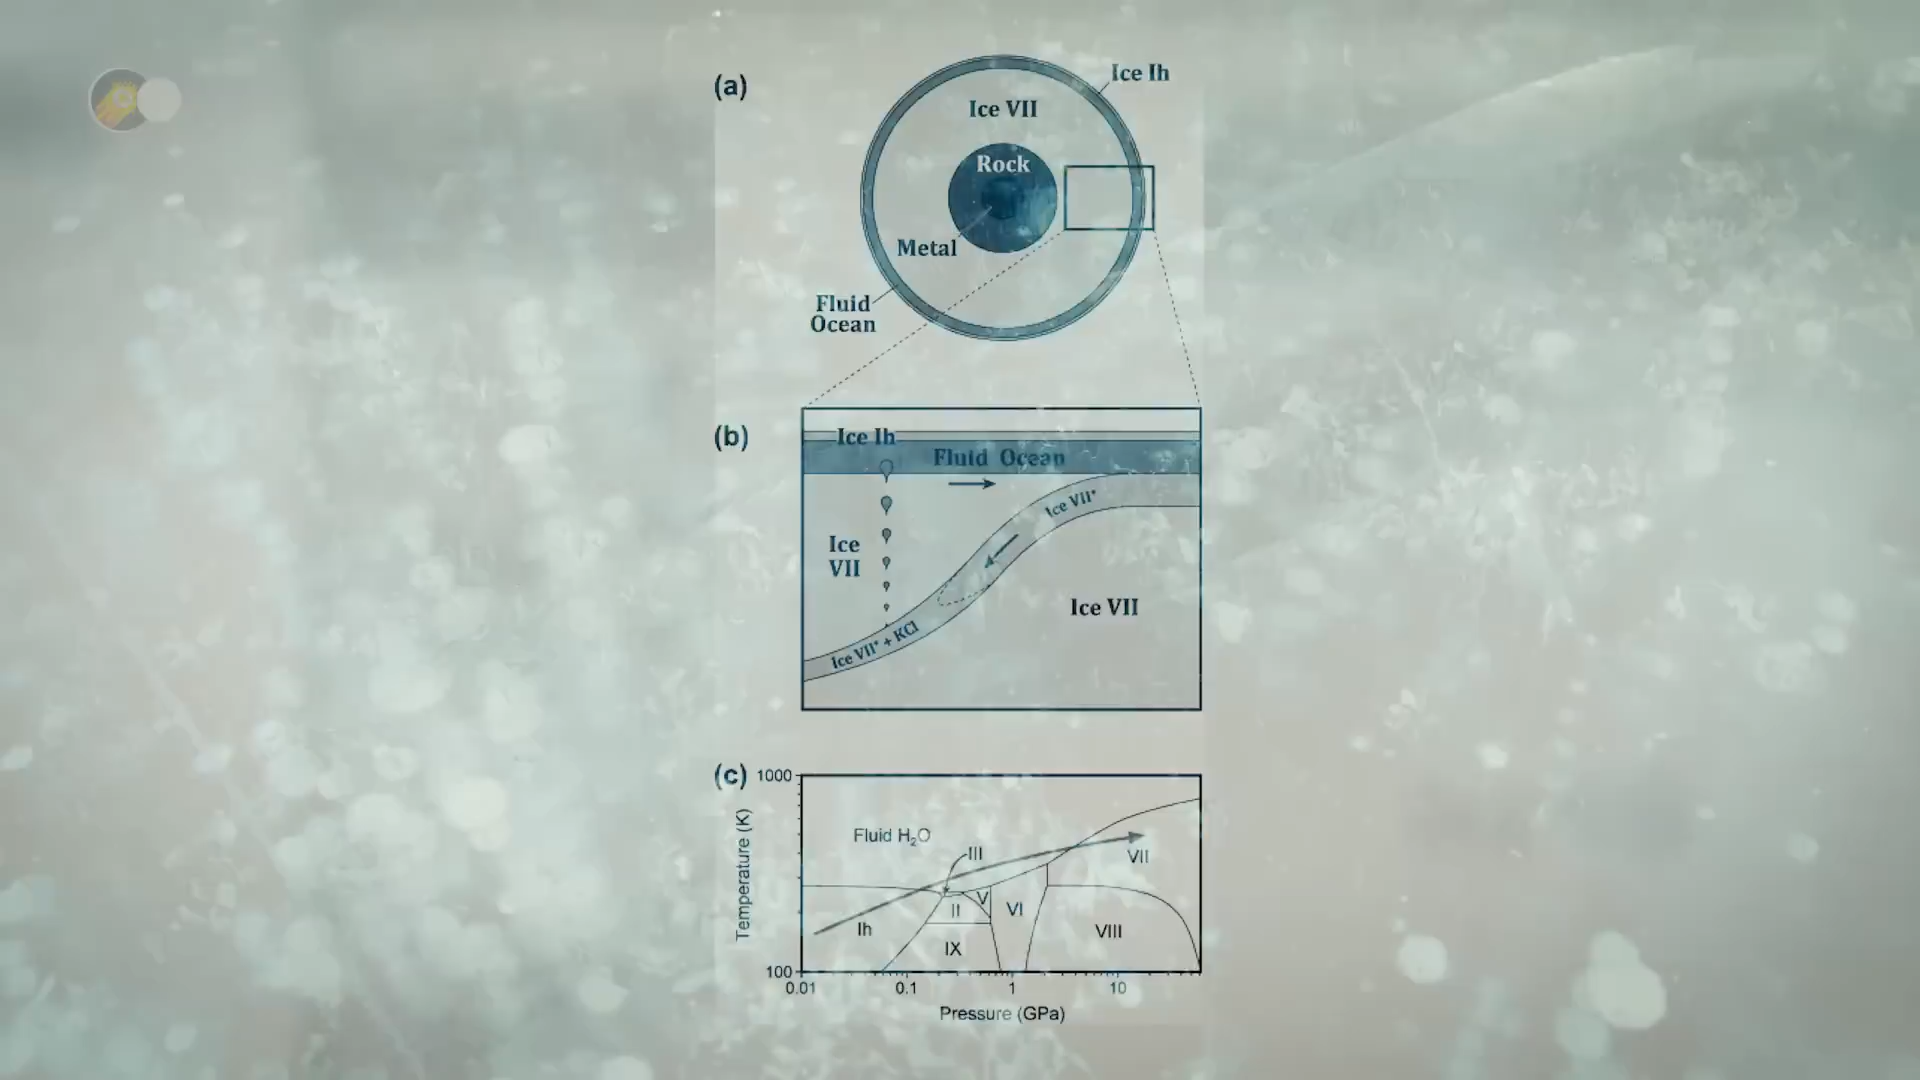 (a)
Ice Ih
Ice VII
Rock
Metal
Fluid
Ocean
(b)
Ice Ih
Fluid Ocean
Ice VII*
Ice
VII
Ice VII
Ice VII* + KCl
(c)
1000
Temperature (K)
Fluid H₂O
III
VII
V
II
VI
Ih
VIII
IX
100
0.01
0.1
1
10
Pressure (GPa)